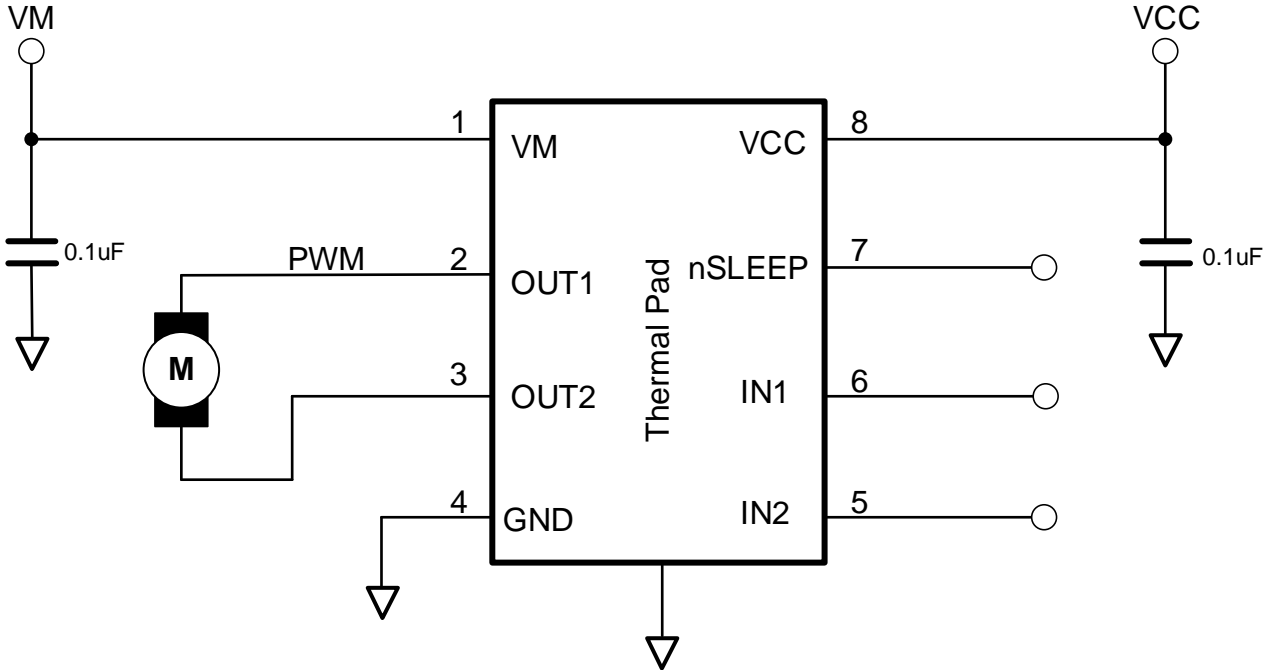 VM
VCC
1
8
VM
VCC
0.1uF
0.1uF
PWM
2
7
OUT1
nSLEEP
Thermal Pad
M
3
6
OUT2
IN1
4
5
GND
IN2